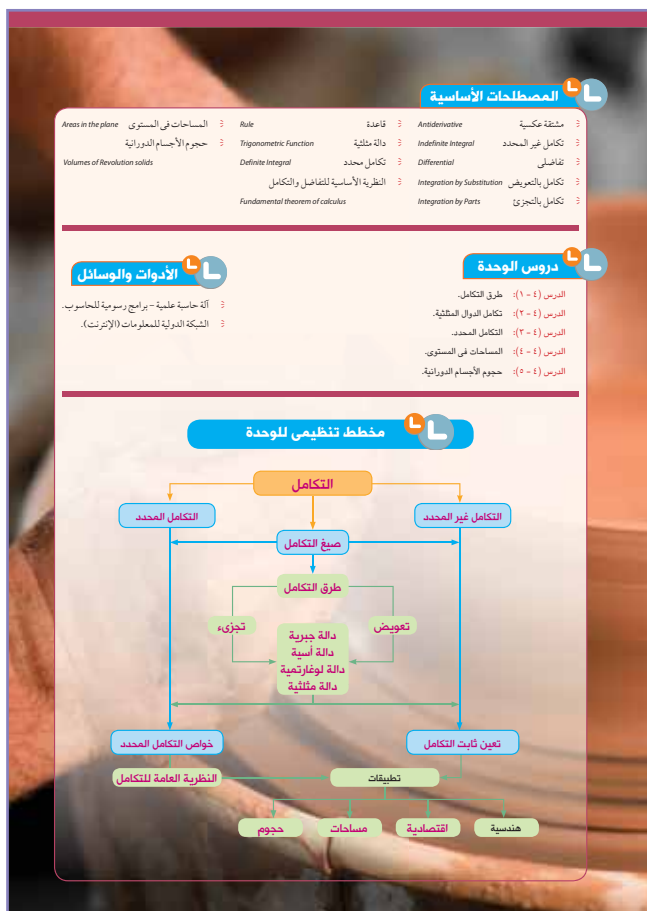 المصطلحات الأساسية
مشتقة عكسية Antiderivative
تكامل غير المحدد Indefinite Integral
تفاضلى Differential
تكامل بالتعويض Integration by Substitution
تكامل بالتجزئ Integration by Parts
قاعدة Rule
دالة مثلثية Trigonometric Function
تكامل محدد Definite Integral
النظرية الأساسية للتفاضل والتكامل
Fundamental theorem of calculus
المساحات فى المستوى Areas in the plane
حجوم الأجسام الدورانية
Volumes of Revolution solids
دروس الوحدة
الدرس (٤ - ١): طرق التكامل.
الدرس (٤ - ٢): تكامل الدوال المثلثية.
الدرس (٤ - ٣): التكامل المحدد.
الدرس (٤ - ٤): المساحات فى المستوى.
الدرس (٤ - ٥): حجوم الأجسام الدورانية.
الأدوات والوسائل
آلة حاسبة علمية - برامج رسومية للحاسوب.
الشبكة الدولية للمعلومات (الإنترنت).
مخطط تنظيمى للوحدة
التكامل
التكامل غير المحدد
التكامل المحدد
صيغ التكامل
طرق التكامل
تعويض
تجزىء
دالة جبرية
دالة أسية
دالة لوغارتمية
دالة مثلثية
تعين ثابت التكامل
خواص التكامل المحدد
تطبيقات
النظرية العامة للتكامل
هندسية
اقتصادية
مساحات
حجوم